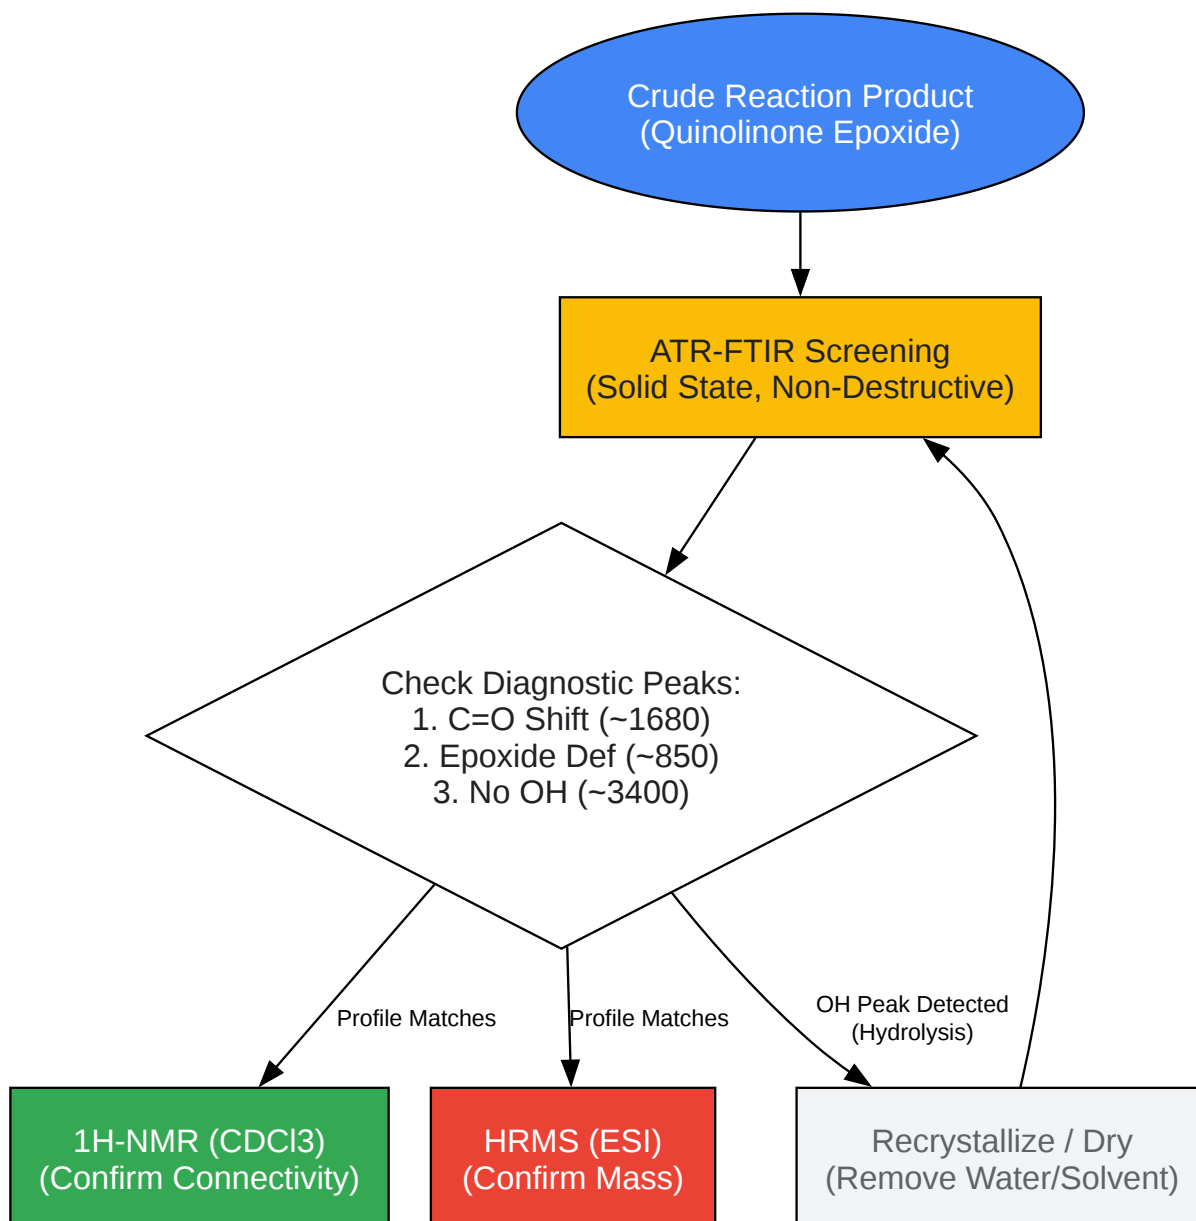 Crude Reaction Product
(Quinolinone Epoxide)
ATR-FTIR Screening
(Solid State, Non-Destructive)
Check Diagnostic Peaks:
1. C=O Shift (~1680)
2. Epoxide Def (~850)
3. No OH (~3400)
Profile Matches
Profile Matches
OH Peak Detected
(Hydrolysis)
1H-NMR (CDCl3)
(Confirm Connectivity)
HRMS (ESI)
(Confirm Mass)
Recrystallize / Dry
(Remove Water/Solvent)